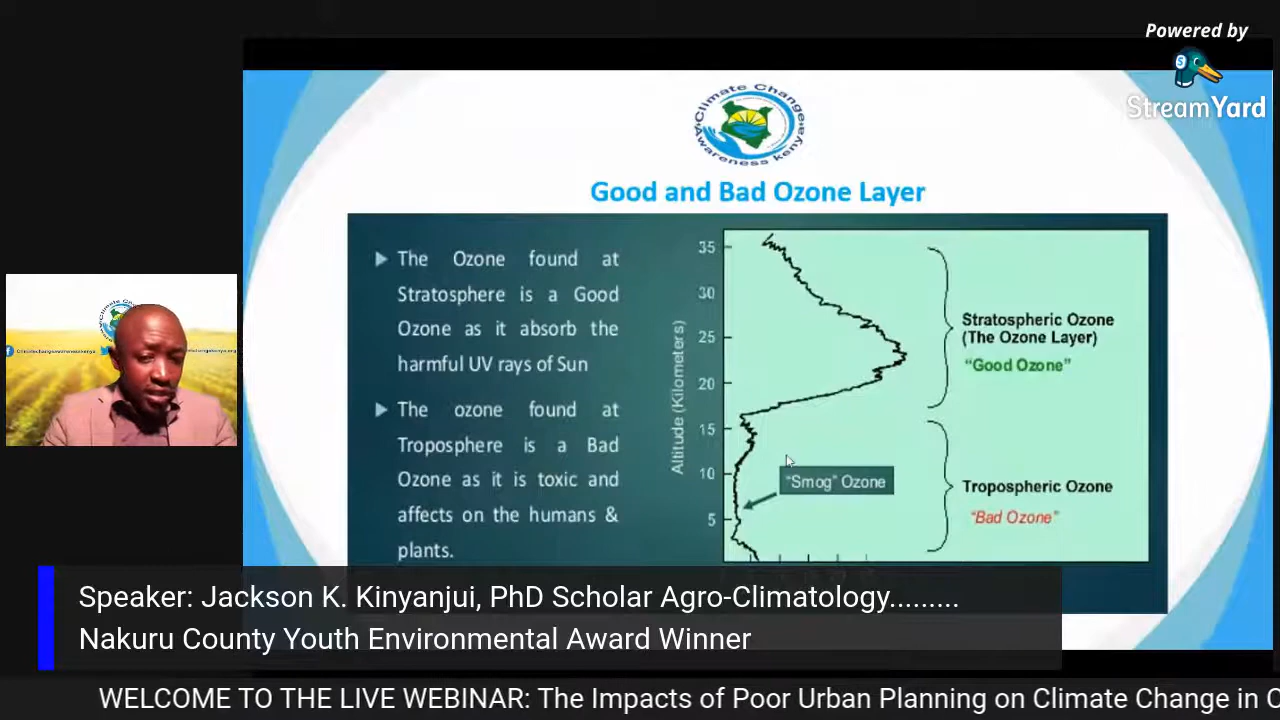 Powered by
StreamYard
Climate Change
Awareness kenya
Good and Bad Ozone Layer
The Ozone found at
Stratosphere is a Good
Ozone as it absorb the
harmful UV rays of Sun
The ozone found at
Troposphere is a Bad
Ozone as it is toxic and
affects on the humans &
plants.
Altitude (Kilometers)
35
30
25
20
15
10
5
Stratospheric Ozone
(The Ozone Layer)
“Good Ozone”
“Smog” Ozone
Tropospheric Ozone
“Bad Ozone”
Speaker: Jackson K. Kinyanjui, PhD Scholar Agro-Climatology.........
Nakuru County Youth Environmental Award Winner
WELCOME TO THE LIVE WEBINAR: The Impacts of Poor Urban Planning on Climate Change in C